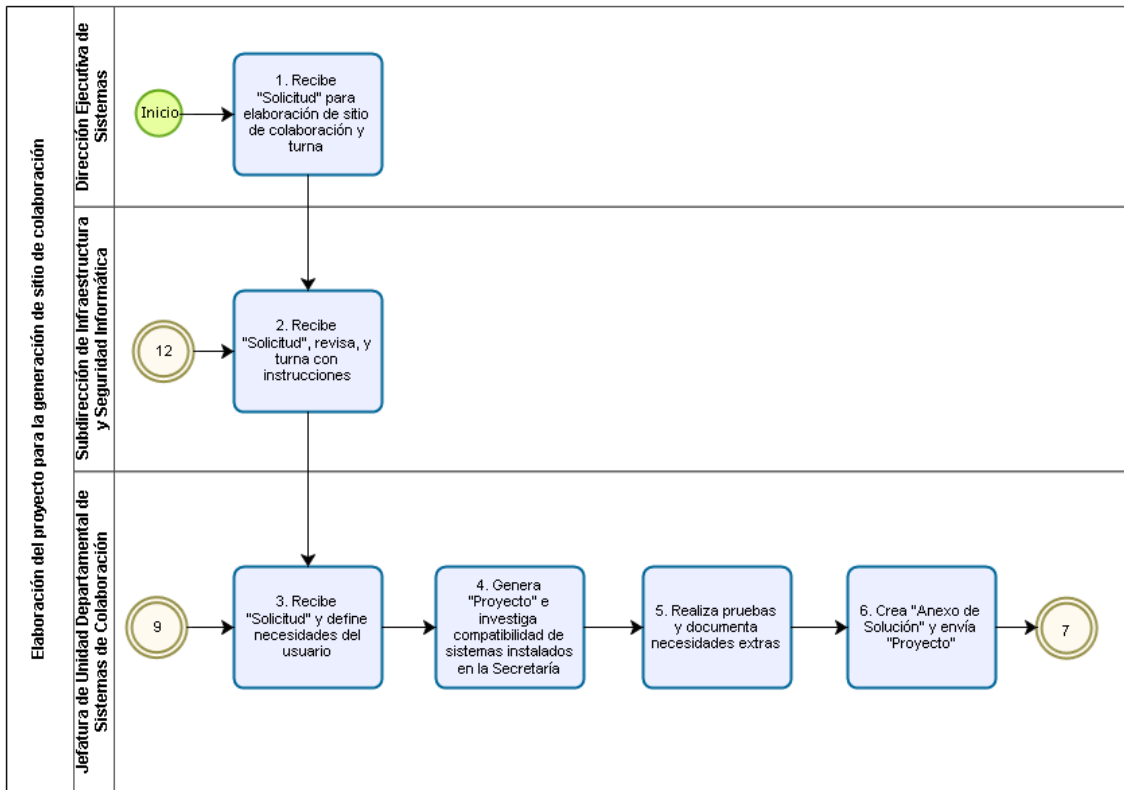 Elaboración del proyecto para la generación de sitio de colaboración
Dirección Ejecutiva de
Sistemas
Inicio
1. Recibe
"Solicitud" para
elaboración de sitio
de colaboración y
turna
Subdirección de Infraestructura
y Seguridad Informática
12
2. Recibe
"Solicitud", revisa, y
turna con
instrucciones
Jefatura de Unidad Departamental de
Sistemas de Colaboración
9
3. Recibe
"Solicitud" y define
necesidades del
usuario
4. Genera
"Proyecto" e
investiga
compatibilidad de
sistemas instalados
en la Secretaría
5. Realiza pruebas
y documenta
necesidades extras
6. Crea "Anexo de
Solución" y envía
"Proyecto"
7